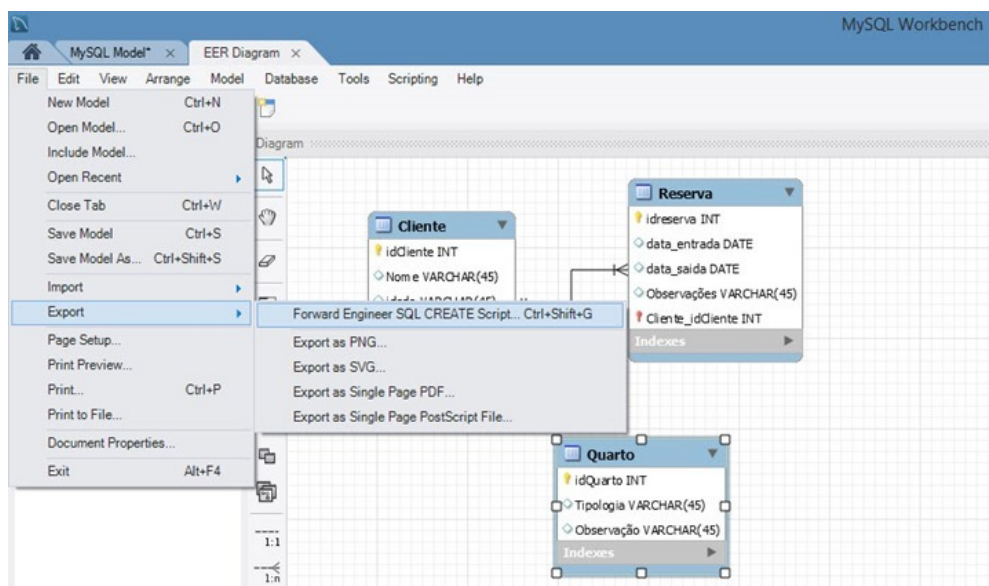 MySQL Workbench
MySQL Model* ×
EER Diagram ×
File Edit View Arrange Model Database Tools Scripting Help
New Model Ctrl+N
Open Model... Ctrl+O
Include Model...
Open Recent
Close Tab Ctrl+W
Save Model Ctrl+S
Save Model As... Ctrl+Shift+S
Import
Export
Page Setup...
Print Preview...
Print... Ctrl+P
Print to File...
Document Properties...
Exit Alt+F4
Forward Engineer SQL CREATE Script... Ctrl+Shift+G
Export as PNG...
Export as SVG...
Export as Single Page PDF...
Export as Single Page PostScript File...
Diagram
1:1
1:n
Cliente
idCliente INT
Nome VARCHAR(45)
idade VARCHAR(45)
Reserva
idreserva INT
data_entrada DATE
data_saida DATE
Observações VARCHAR(45)
Cliente_idCliente INT
Indexes
Quarto
idQuarto INT
Tipologia VARCHAR(45)
Observação VARCHAR(45)
Indexes